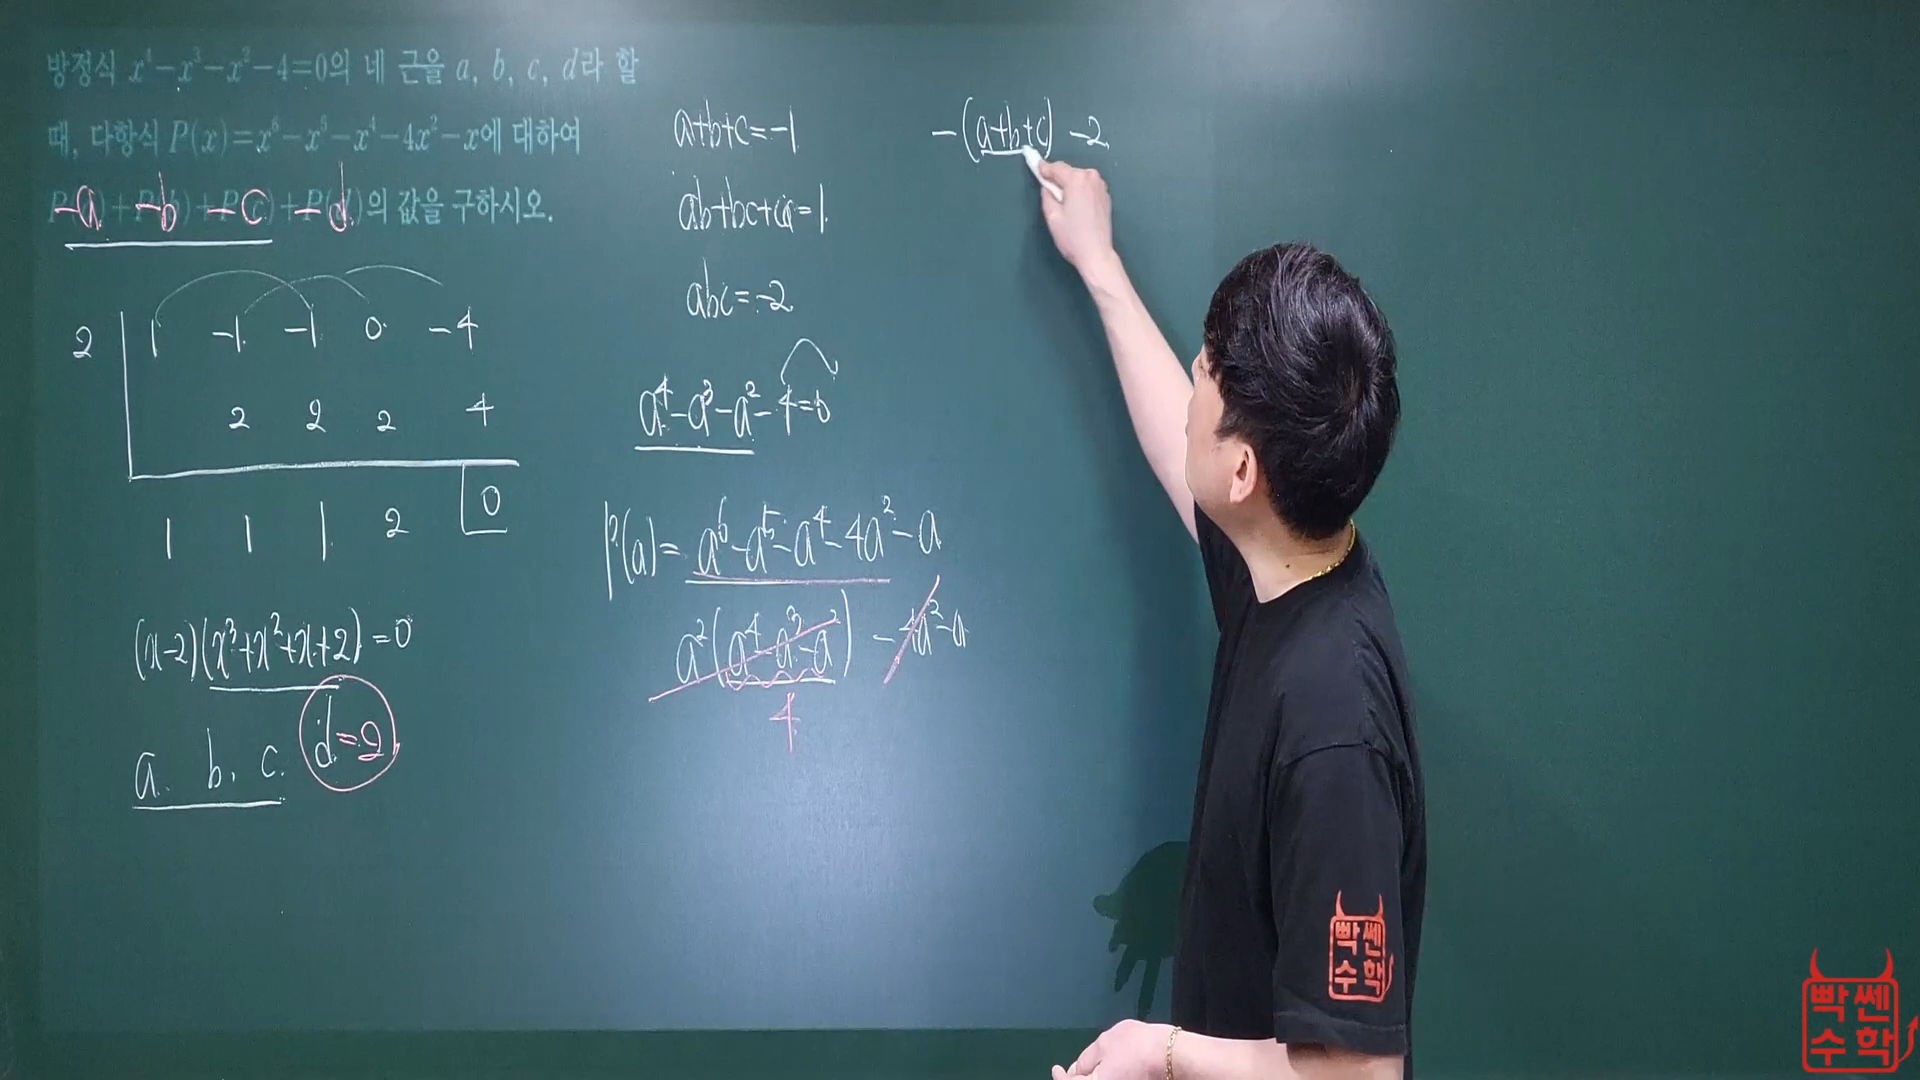 방정식 x⁴-x³-x²-4=0의 네 근을 a, b, c, d라 할
때, 다항식 P(x)=x⁶-x⁵-x⁴-4x²-x에 대하여
P(a)+P(b)+P(c)+P(d)의 값을 구하시오.
-a -b -c -d
2 1 -1 -1 0 -4
2 2 2 4
1 1 1 2 0
(x-2)(x³+x²+x+2)=0
a. b. c. d=2
a+b+c=-1
ab+bc+ca=1
abc=-2
a⁴-a³-a²-4=0
P(a)=a⁶-a⁵-a⁴-4a²-a
a²(a⁴-a³-a²)-4a²-a
4
-(a+b+c)-2
빡쎈
수학
빡쎈
수학